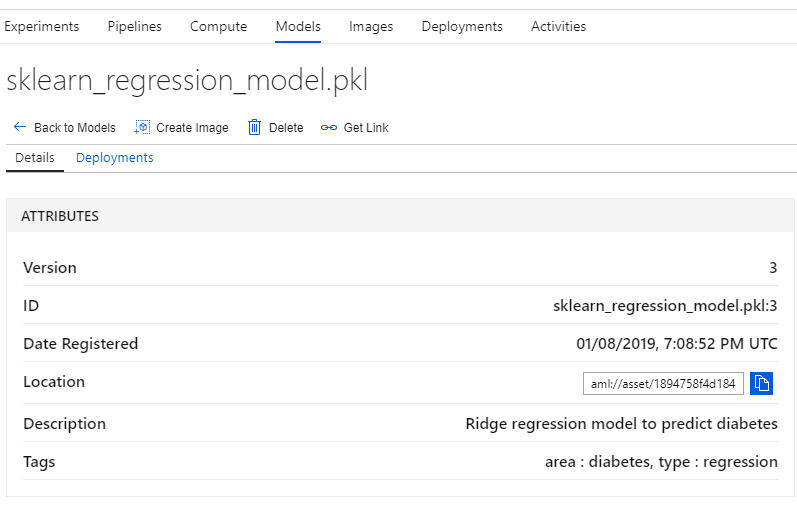 Experiments Pipelines Compute Models Images Deployments Activities
sklearn_regression_model.pkl
Back to Models Create Image Delete Get Link
Details Deployments
ATTRIBUTES
Version 3
ID sklearn_regression_model.pkl:3
Date Registered 01/08/2019, 7:08:52 PM UTC
Location aml://asset/1894758f4d184
Description Ridge regression model to predict diabetes
Tags area : diabetes, type : regression